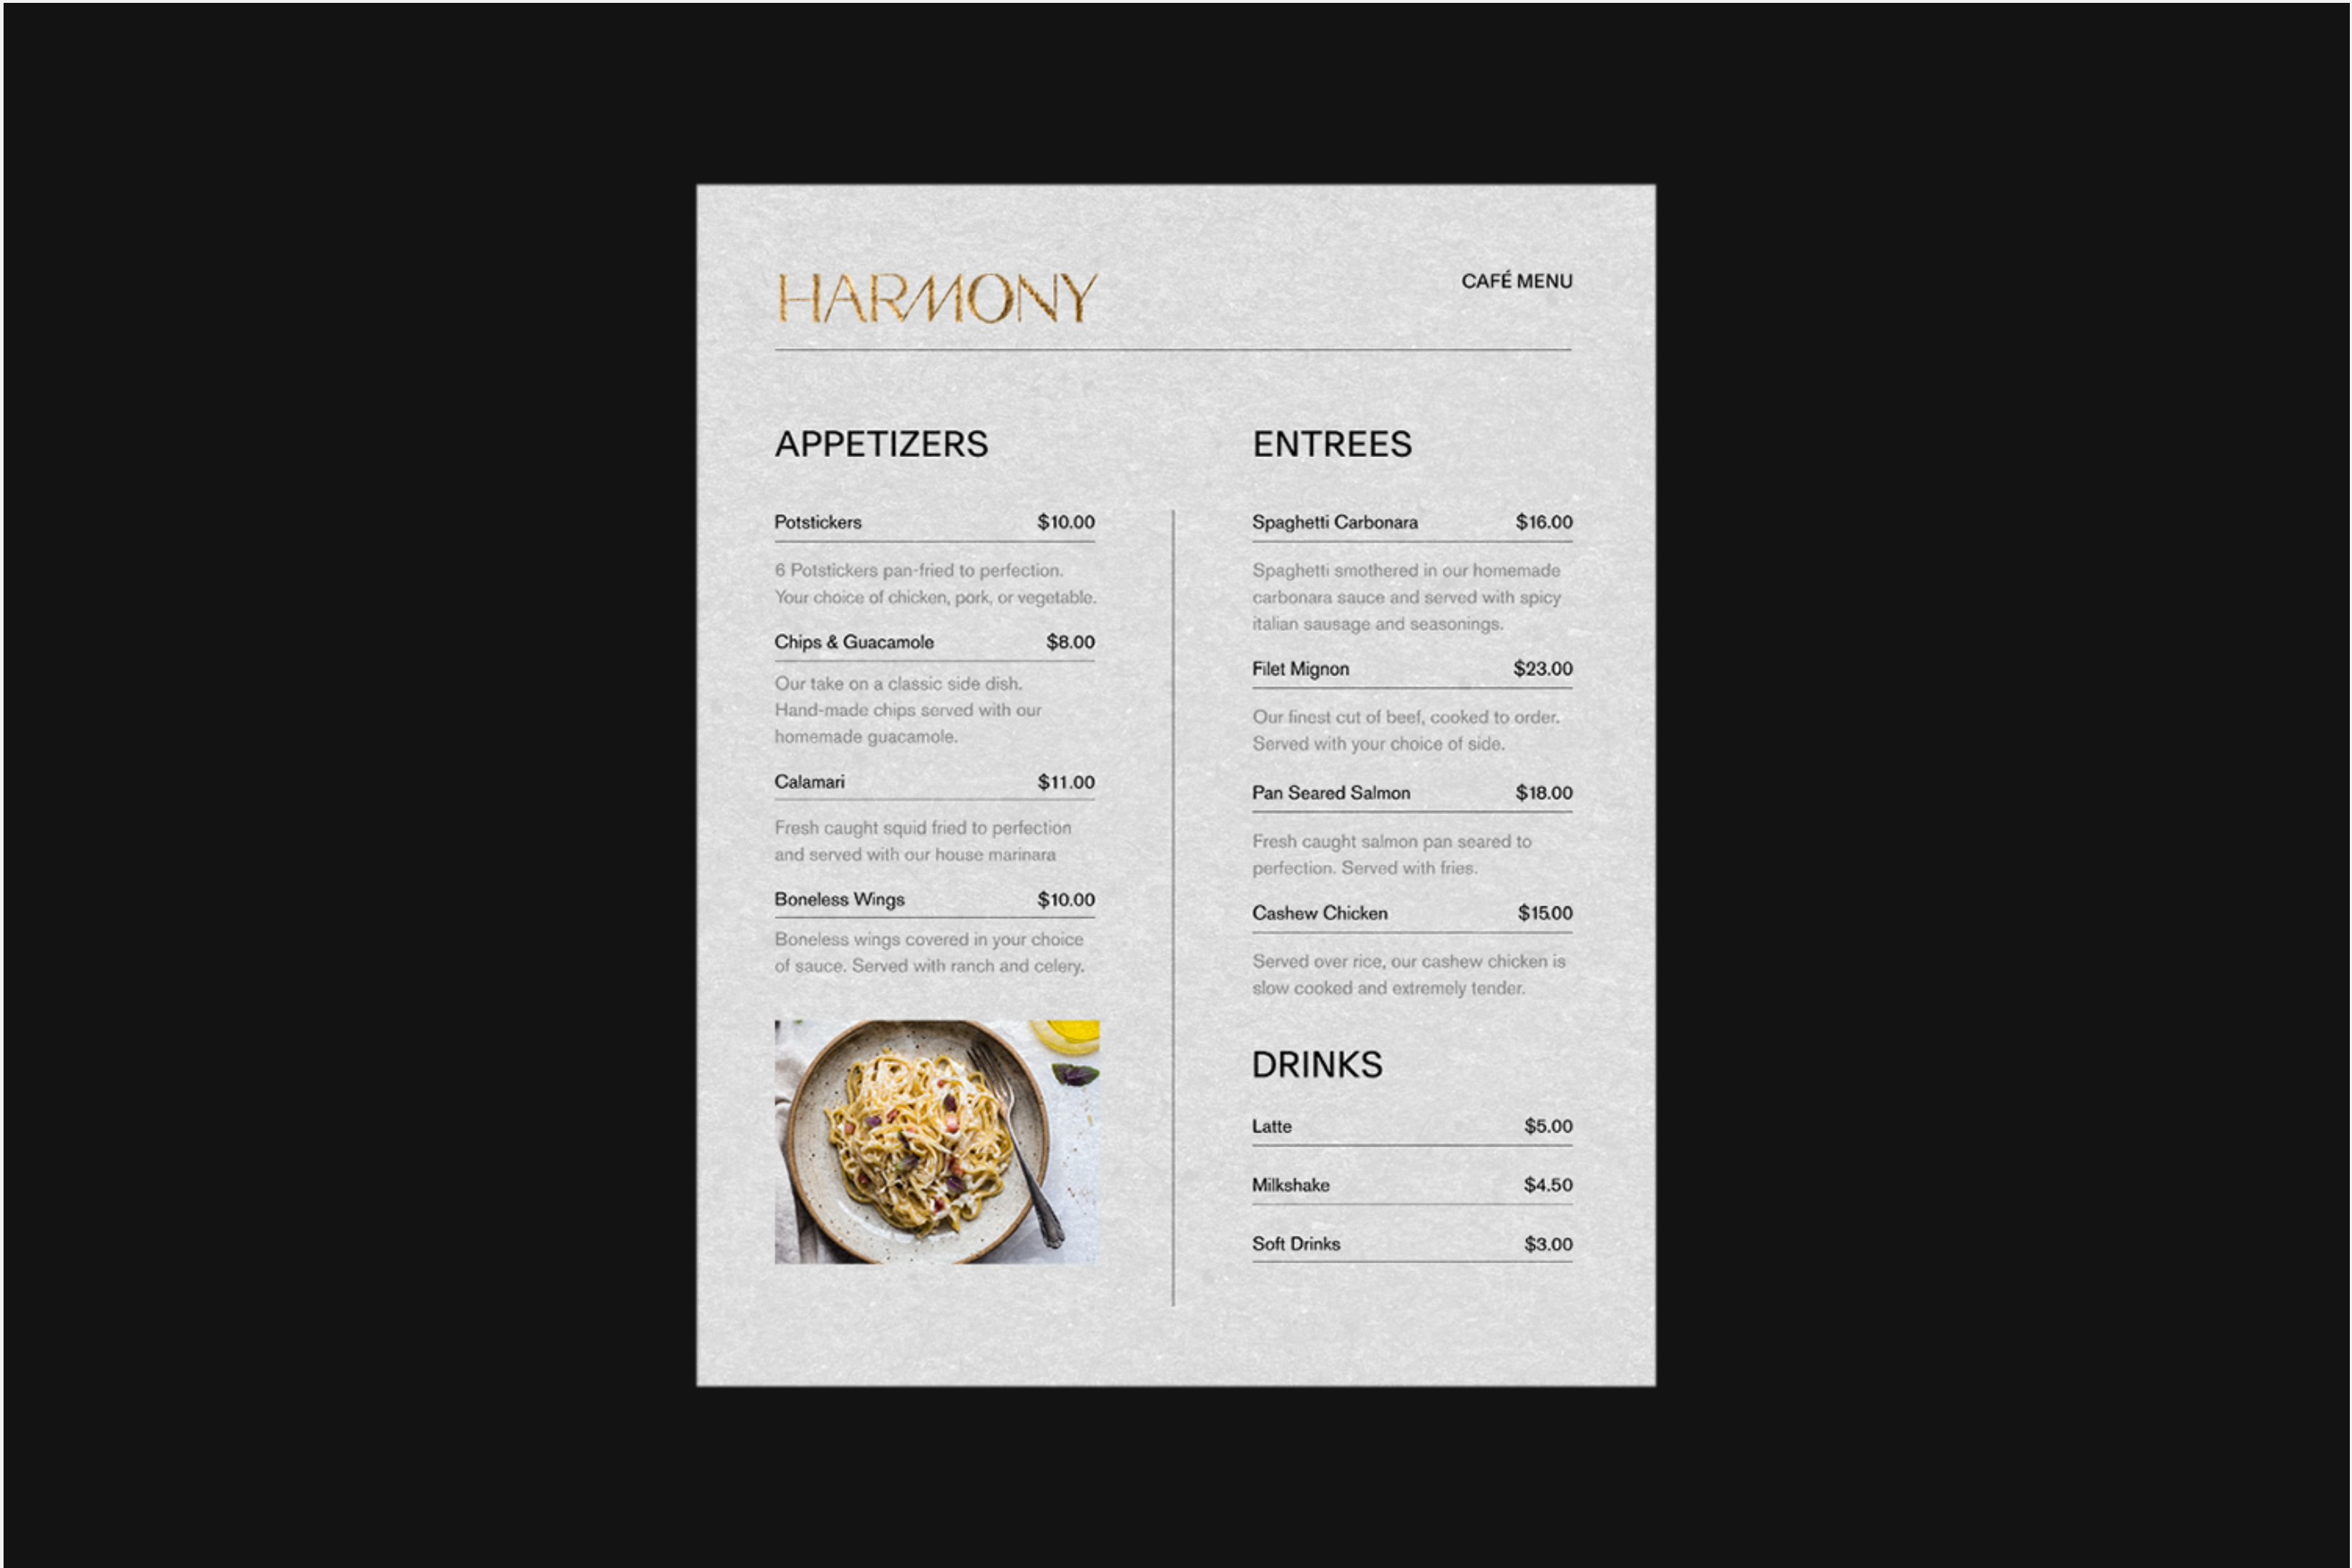 HARMONY
CAFÉ MENU
APPETIZERS
Potstickers $10.00
6 Potstickers pan-fried to perfection.
Your choice of chicken, pork, or vegetable.
Chips & Guacamole $8.00
Our take on a classic side dish.
Hand-made chips served with our
homemade guacamole.
Calamari $11.00
Fresh caught squid fried to perfection
and served with our house marinara
Boneless Wings $10.00
Boneless wings covered in your choice
of sauce. Served with ranch and celery.
ENTREES
Spaghetti Carbonara $16.00
Spaghetti smothered in our homemade
carbonara sauce and served with spicy
italian sausage and seasonings.
Filet Mignon $23.00
Our finest cut of beef, cooked to order.
Served with your choice of side.
Pan Seared Salmon $18.00
Fresh caught salmon pan seared to
perfection. Served with fries.
Cashew Chicken $15.00
Served over rice, our cashew chicken is
slow cooked and extremely tender.
DRINKS
Latte $5.00
Milkshake $4.50
Soft Drinks $3.00